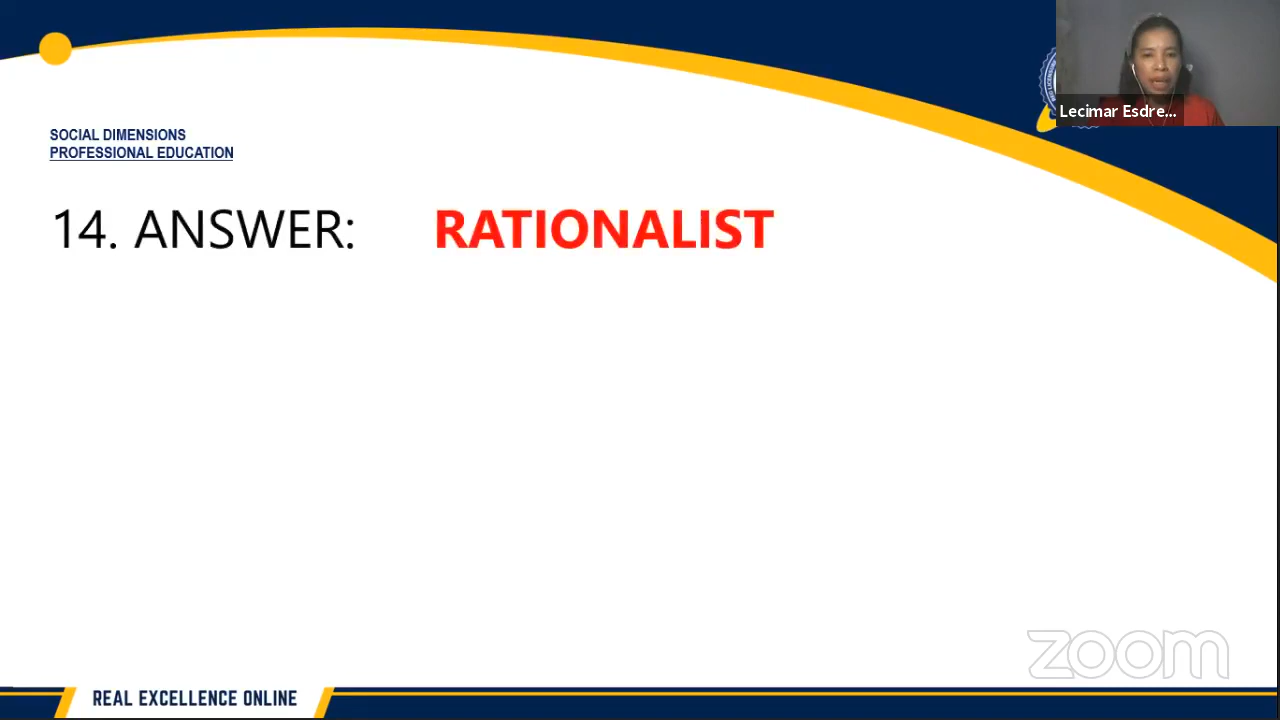 Lecimar Esdre...
SOCIAL DIMENSIONS
PROFESSIONAL EDUCATION
14. ANSWER: RATIONALIST
zoom
REAL EXCELLENCE ONLINE